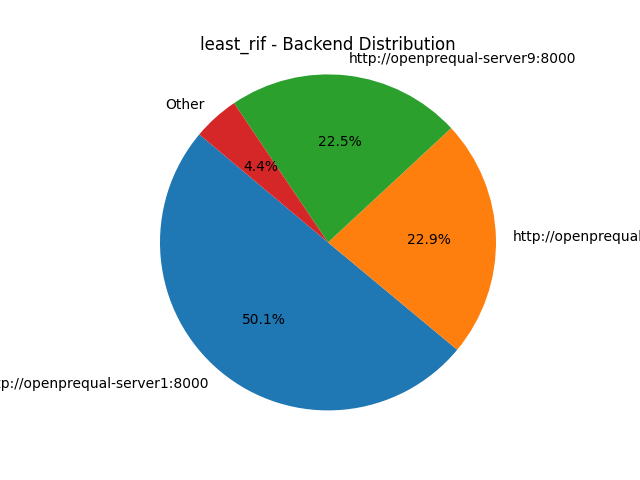 least_rif - Backend Distribution
http://openprequal-server9:8000
Other
22.5%
4.4%
22.9%
http://openprequal
50.1%
tp://openprequal-server1:8000